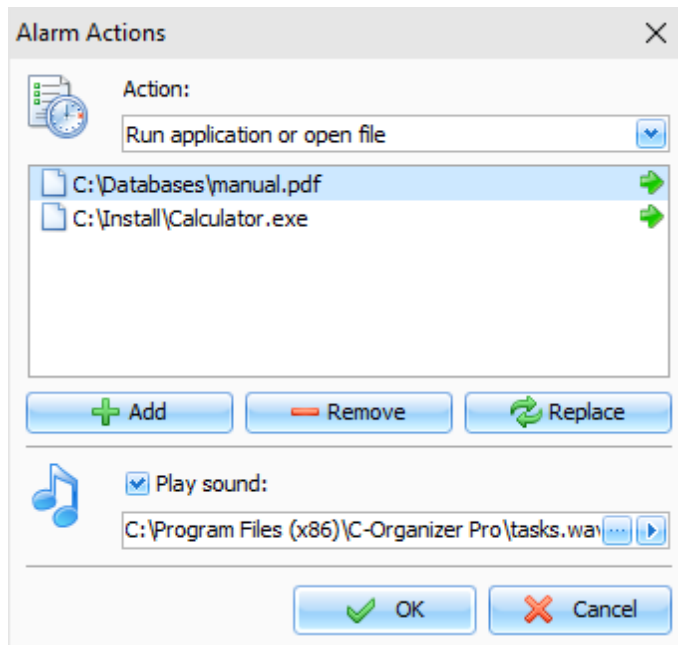 Alarm Actions
Action:
Run application or open file
C:\Databases\manual.pdf
C:\Install\Calculator.exe
Add Remove Replace
Play sound:
C:\Program Files (x86)\C-Organizer Pro\tasks.wav
OK Cancel